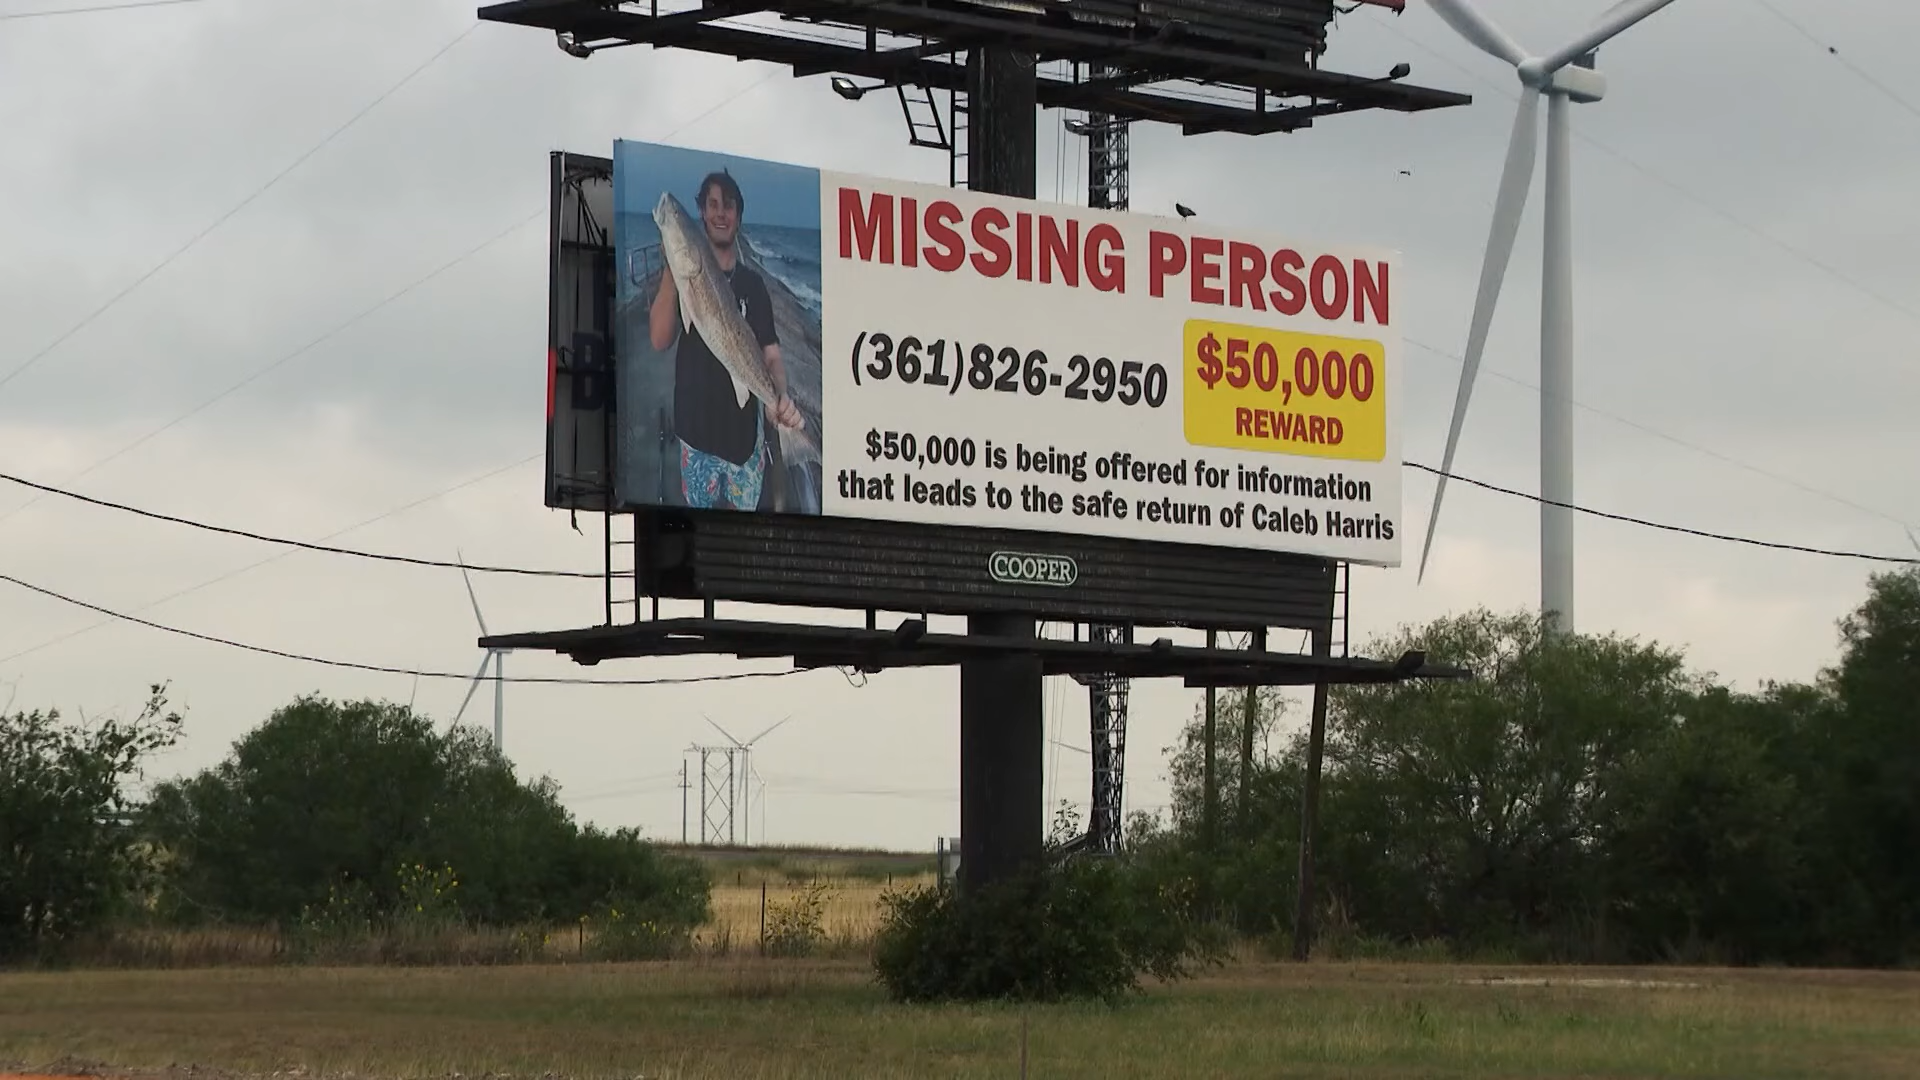 MISSING PERSON
(361)826-2950
$50,000
REWARD
$50,000 is being offered for information
that leads to the safe return of Caleb Harris
COOPER